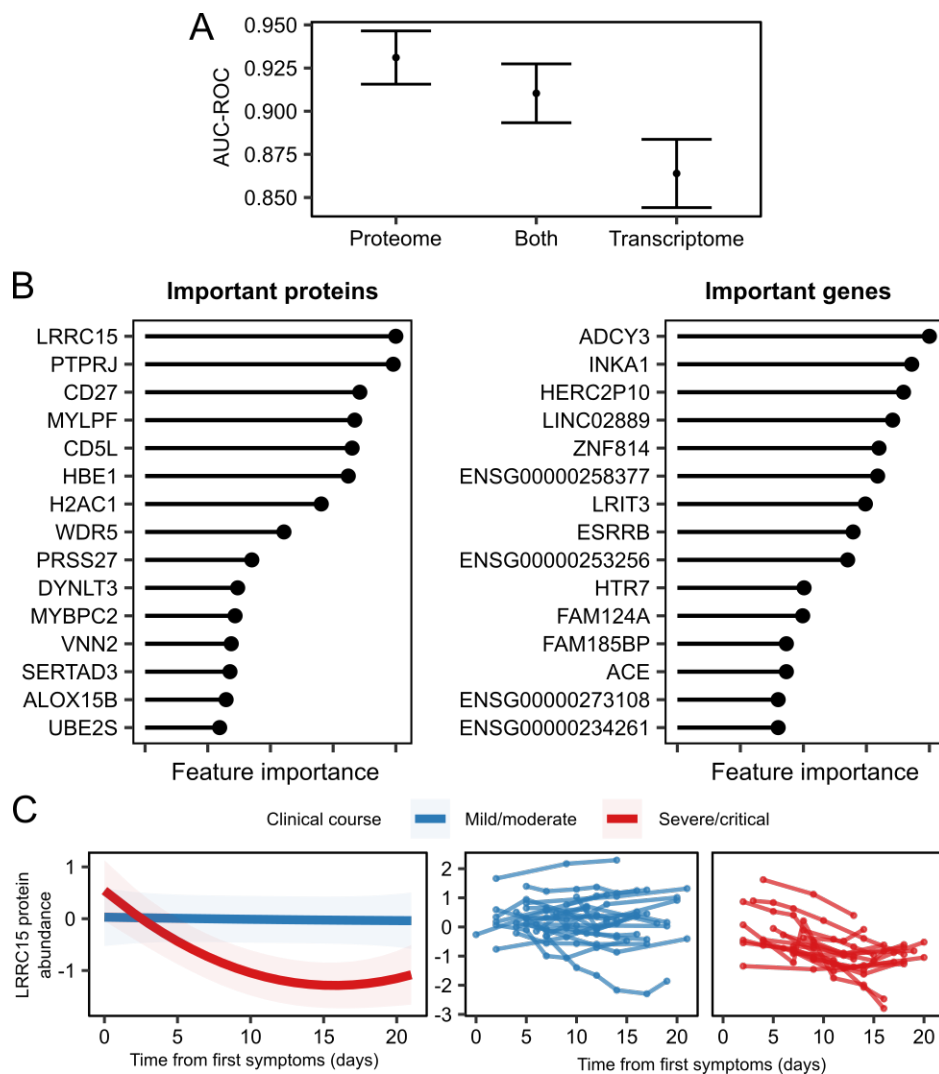 A
AUC-ROC
0.950
0.925
0.900
0.875
0.850
Proteome Both Transcriptome
B
Important proteins
LRRC15
PTPRJ
CD27
MYLPF
CD5L
HBE1
H2AC1
WDR5
PRSS27
DYNLT3
MYBPC2
VNN2
SERTAD3
ALOX15B
UBE2S
Feature importance
Important genes
ADCY3
INKA1
HERC2P10
LINC02889
ZNF814
ENSG00000258377
LRIT3
ESRRB
ENSG00000253256
HTR7
FAM124A
FAM185BP
ACE
ENSG00000273108
ENSG00000234261
Feature importance
C
Clinical course Mild/moderate Severe/critical
LRRC15 protein
abundance
1
0
-1
0 5 10 15 20
Time from first symptoms (days)
2
1
0
-1
-2
-3
0 5 10 15 20
0 5 10 15 20
Time from first symptoms (days)